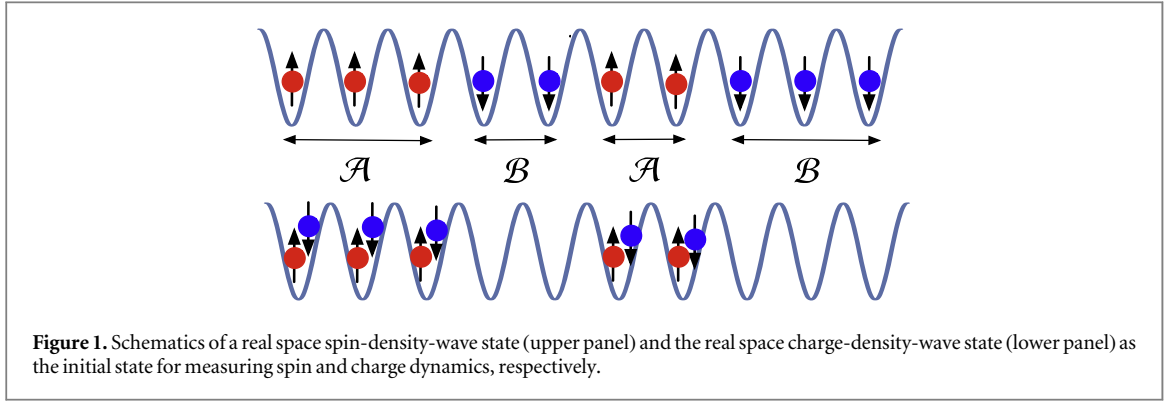 𝒜 ℬ 𝒜 ℬ
Figure 1. Schematics of a real space spin-density-wave state (upper panel) and the real space charge-density-wave state (lower panel) as
the initial state for measuring spin and charge dynamics, respectively.